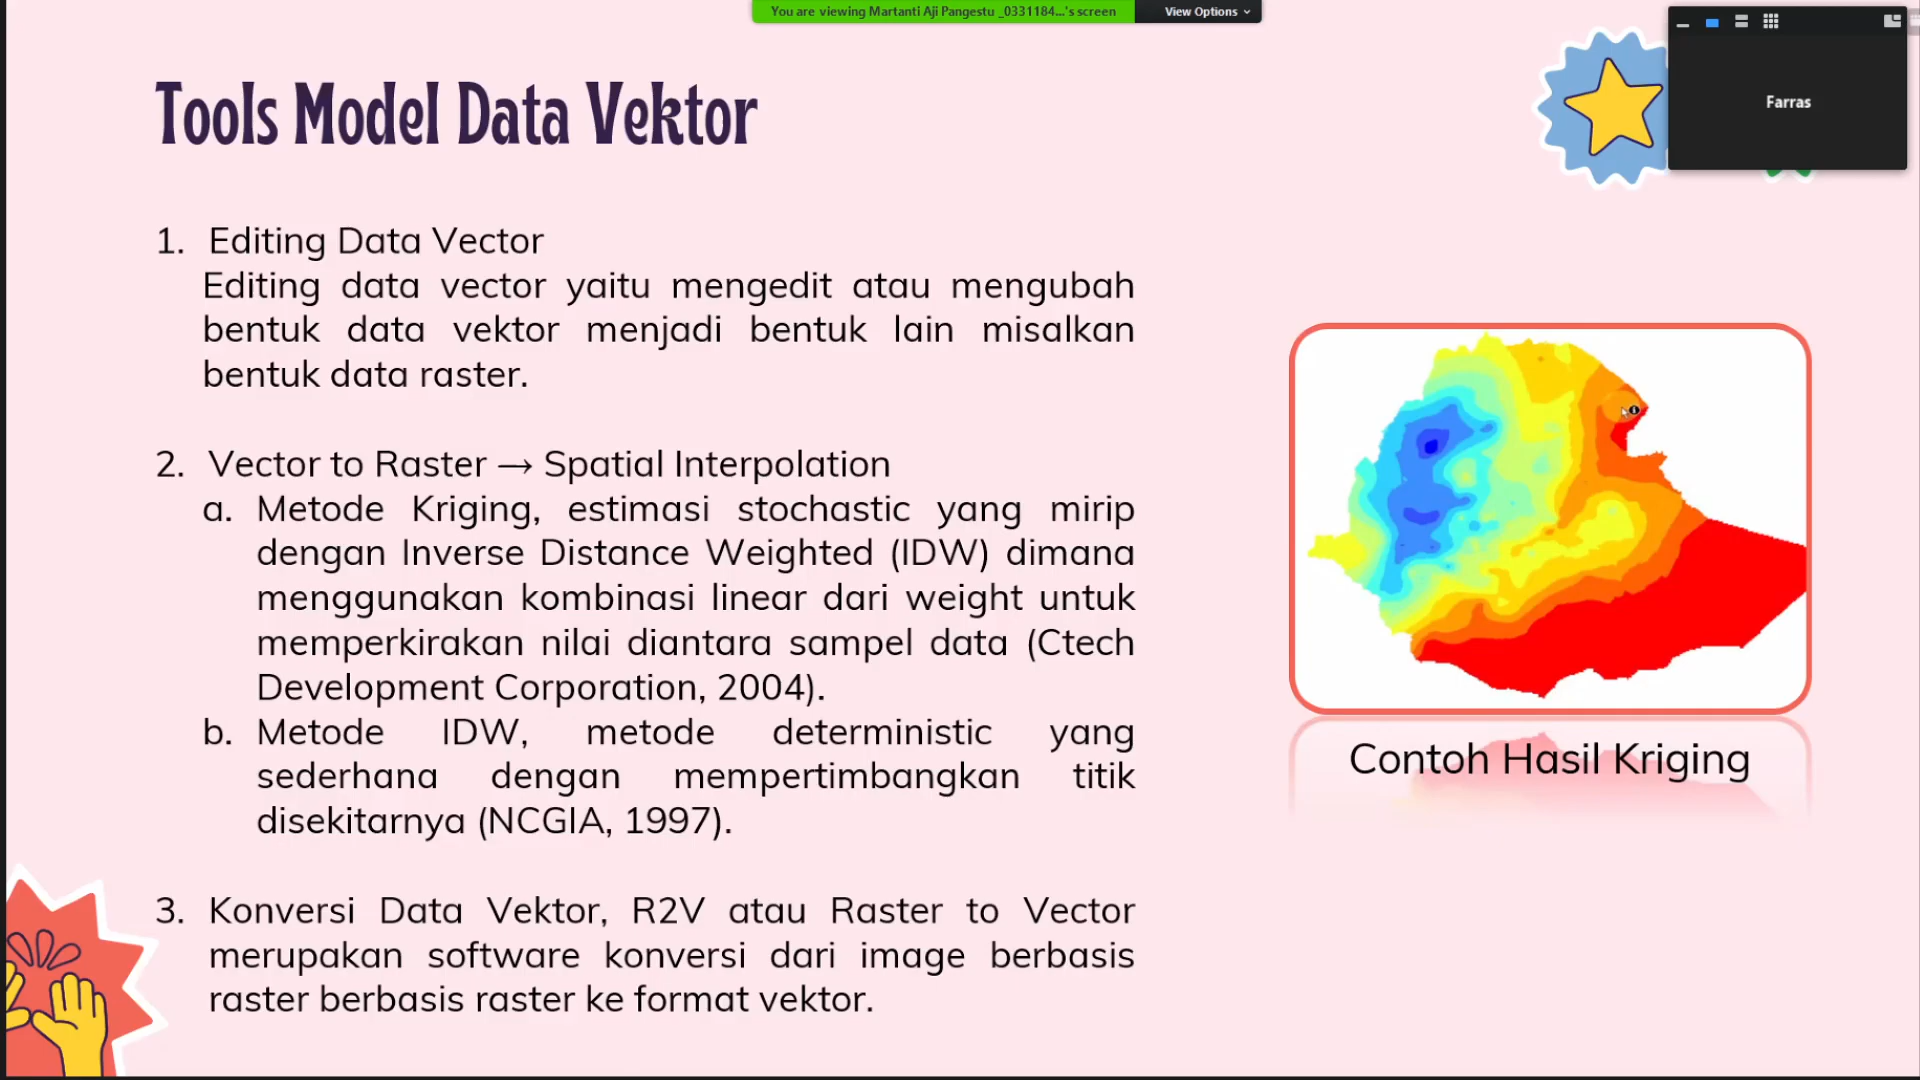 You are viewing Martanti Aji Pangestu _0331184...'s screen
View Options
Farras
Tools Model Data Vektor
1. Editing Data Vector
Editing data vector yaitu mengedit atau mengubah
bentuk data vektor menjadi bentuk lain misalkan
bentuk data raster.
2. Vector to Raster → Spatial Interpolation
a. Metode Kriging, estimasi stochastic yang mirip
dengan Inverse Distance Weighted (IDW) dimana
menggunakan kombinasi linear dari weight untuk
memperkirakan nilai diantara sampel data (Ctech
Development Corporation, 2004).
b. Metode IDW, metode deterministic yang
sederhana dengan mempertimbangkan titik
disekitarnya (NCGIA, 1997).
3. Konversi Data Vektor, R2V atau Raster to Vector
merupakan software konversi dari image berbasis
raster berbasis raster ke format vektor.
Contoh Hasil Kriging